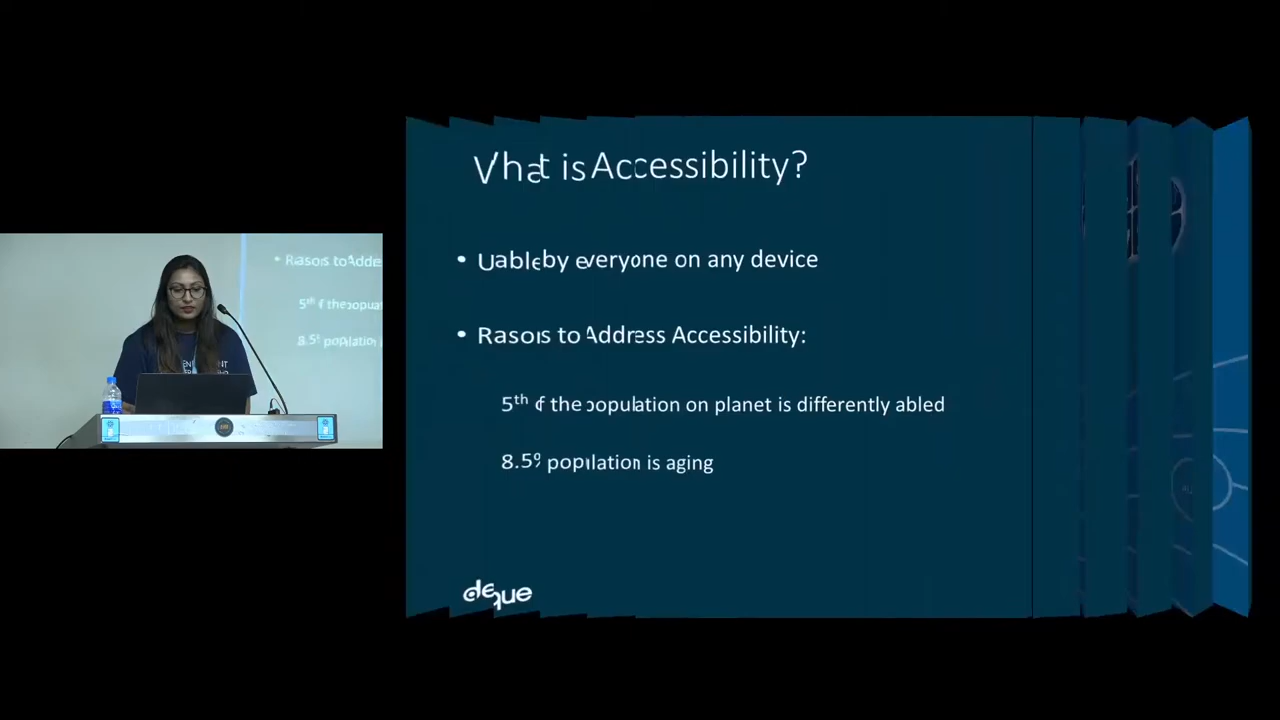 What is Accessibility?
• Usable by everyone on any device
• Reasons to Address Accessibility:
5th of the population on planet is differently abled
8.5% population is aging
deque